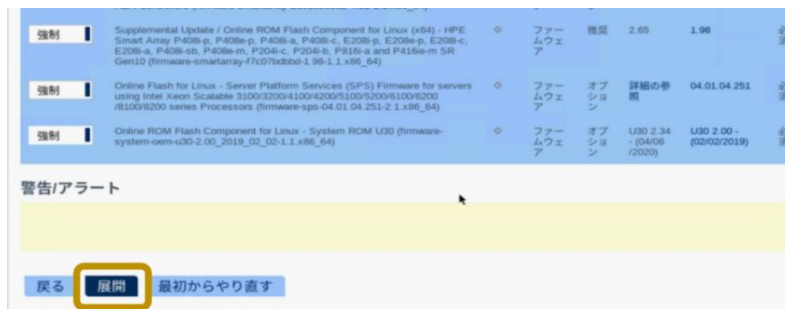 強制
Supplemental Update / Online ROM Flash Component for Linux (x64) - HPE
Smart Array P408i-p, P408e-p, P408i-a, P408i-c, E208i-p, E208e-p, E208i-c,
E208i-a, P408i-sb, P408e-m, P204i-c, P204i-b, P816i-a and P416ie-m SR
Gen10 (firmware-smartarray-f7c07bdbbd-1.98-1.1.x86_64)
ファー
ムウェ
ア
推奨
2.65
1.98
強制
Online Flash for Linux - Server Platform Services (SPS) Firmware for servers
using Intel Xeon Scalable 3100/3200/4100/4200/5100/5200/6100/6200
/8100/8200 series Processors (firmware-sps-04.01.04.251-2.1.x86_64)
ファー
ムウェ
ア
オプ
ショ
ン
詳細の参
照
04.01.04.251
強制
Online ROM Flash Component for Linux - System ROM U30 (firmware-
system-oem-u30-2.00_2019_02_02-1.1.x86_64)
ファー
ムウェ
ア
オプ
ショ
ン
U30 2.34
- (04/08
/2020)
U30 2.00 -
(02/02/2019)
警告/アラート
戻る
展開
最初からやり直す